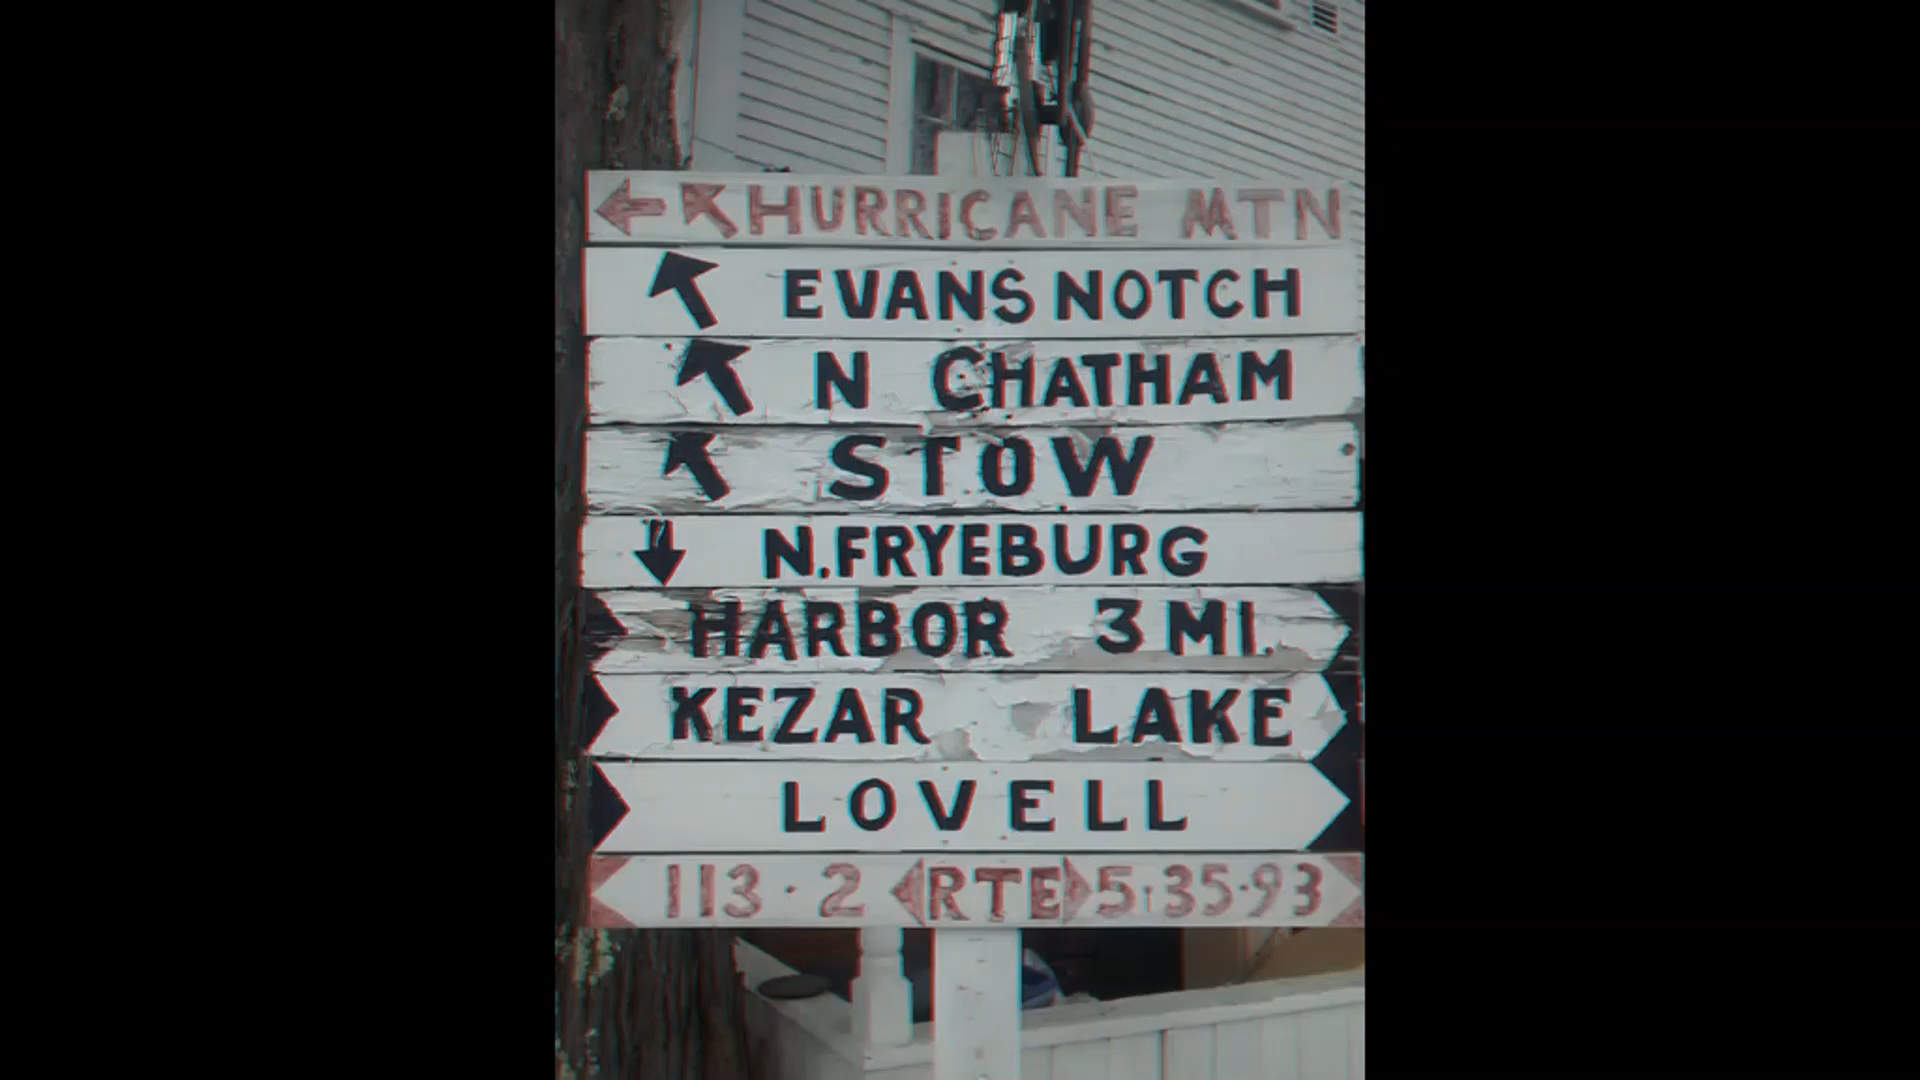 HURRICANE MTN
EVANS NOTCH
N CHATHAM
STOW
N.FRYEBURG
HARBOR 3 MI.
KEZAR LAKE
LOVELL
113·2 RTE 5·35·93